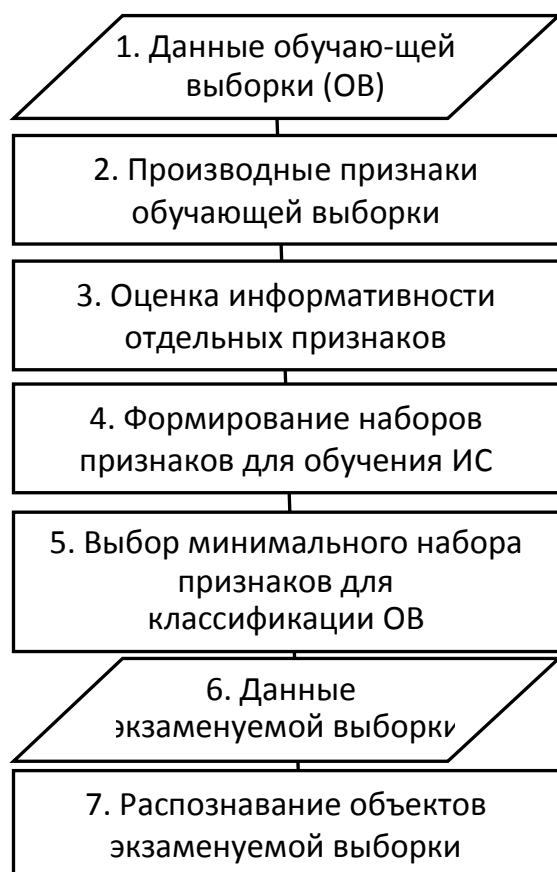 1. Данные обучаю-щей
выборки (ОВ)
2. Производные признаки
обучающей выборки
3. Оценка информативности
отдельных признаков
4. Формирование наборов
признаков для обучения ИС
5. Выбор минимального набора
признаков для
классификации ОВ
6. Данные
экзаменуемой выборки
7. Распознавание объектов
экзаменуемой выборки